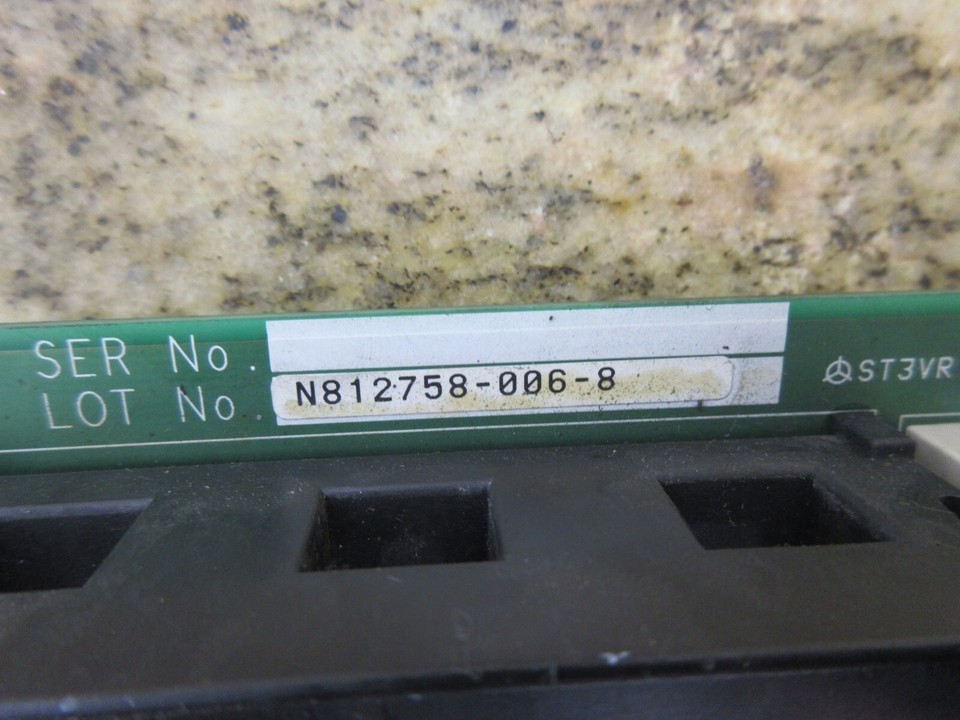 SER No.
LOT No.
N812758-006-8
ST3VR